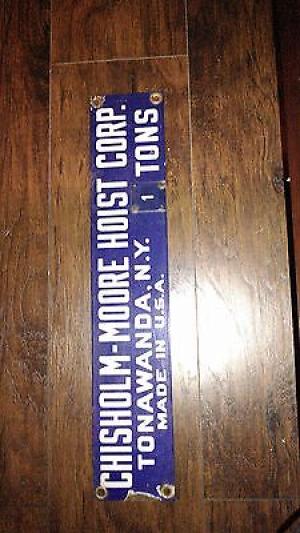 CHISHOLM-MOORE HOIST CORP.
TONAWANDA, N.Y. 1 TONS
MADE IN U.S.A.